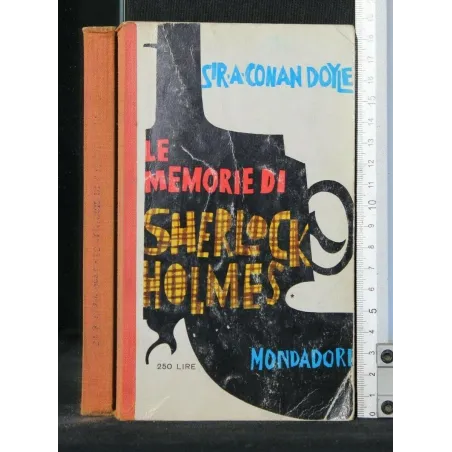 SIR·A·CONAN DOYLE
LE
MEMORIE DI
SHERLOCK
HOLMES
250 LIRE
MONDADORI